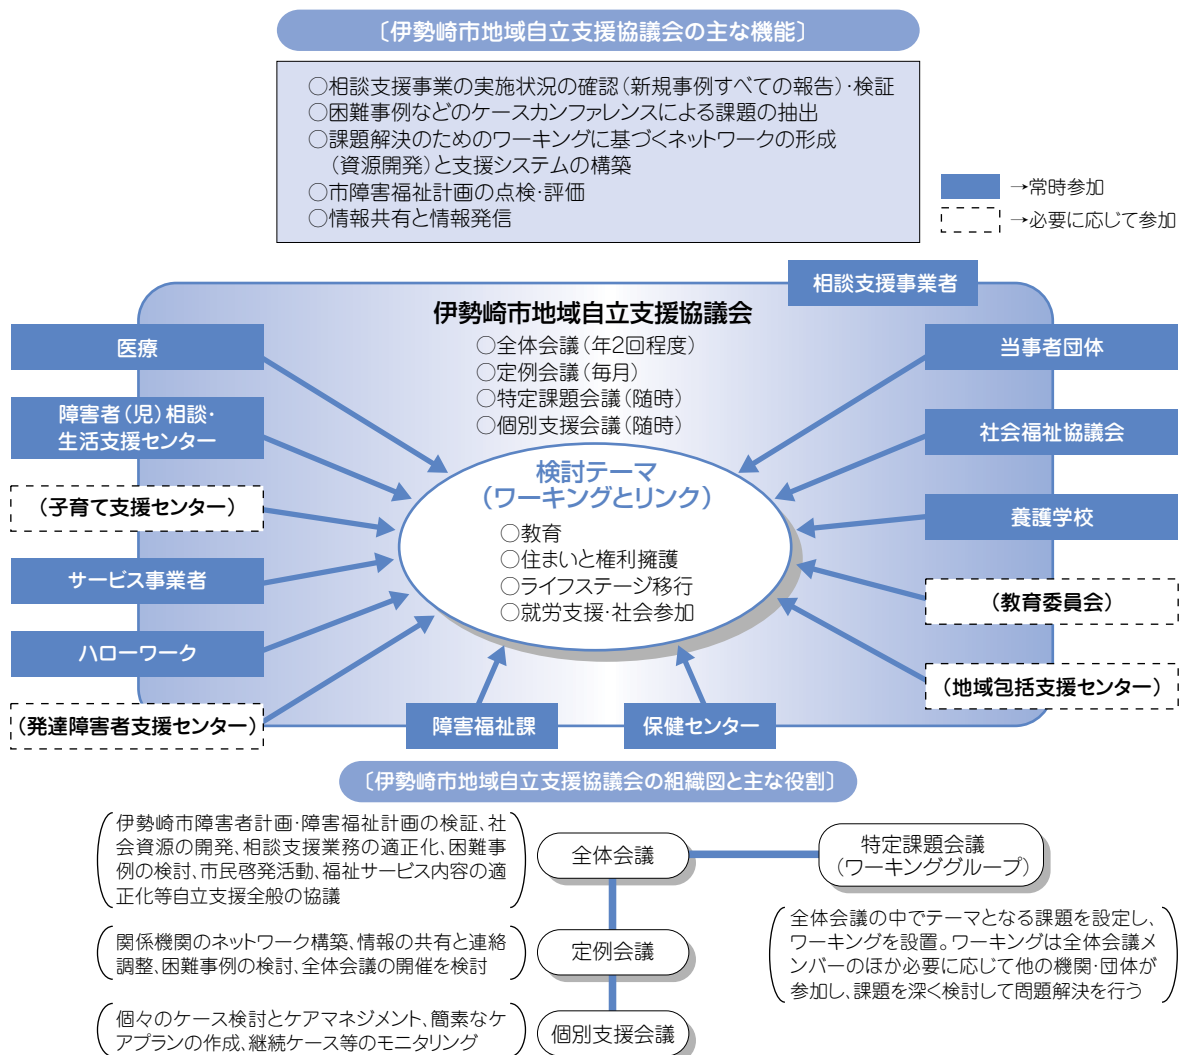 〔伊勢崎市地域自立支援協議会の主な機能〕
○相談支援事業の実施状況の確認(新規事例すべての報告)・検証
○困難事例などのケースカンファレンスによる課題の抽出
○課題解決のためのワーキングに基づくネットワークの形成
(資源開発)と支援システムの構築
○市障害福祉計画の点検・評価
○情報共有と情報発信
→常時参加
→必要に応じて参加
相談支援事業者
伊勢崎市地域自立支援協議会
○全体会議(年2回程度)
○定例会議(毎月)
○特定課題会議(随時)
○個別支援会議(随時)
医療
障害者(児)相談・
生活支援センター
(子育て支援センター)
サービス事業者
ハローワーク
(発達障害者支援センター)
検討テーマ
(ワーキングとリンク)
○教育
○住まいと権利擁護
○ライフステージ移行
○就労支援・社会参加
当事者団体
社会福祉協議会
養護学校
(教育委員会)
(地域包括支援センター)
障害福祉課
保健センター
〔伊勢崎市地域自立支援協議会の組織図と主な役割〕
伊勢崎市障害者計画・障害福祉計画の検証、社
会資源の開発、相談支援業務の適正化、困難事
例の検討、市民啓発活動、福祉サービス内容の適
正化等自立支援全般の協議
全体会議
特定課題会議
(ワーキンググループ)
関係機関のネットワーク構築、情報の共有と連絡
調整、困難事例の検討、全体会議の開催を検討
定例会議
全体会議の中でテーマとなる課題を設定し、
ワーキングを設置。ワーキングは全体会議メ
ンバーのほか必要に応じて他の機関・団体が
参加し、課題を深く検討して問題解決を行う
個々のケース検討とケアマネジメント、簡素なケ
アプランの作成、継続ケース等のモニタリング
個別支援会議